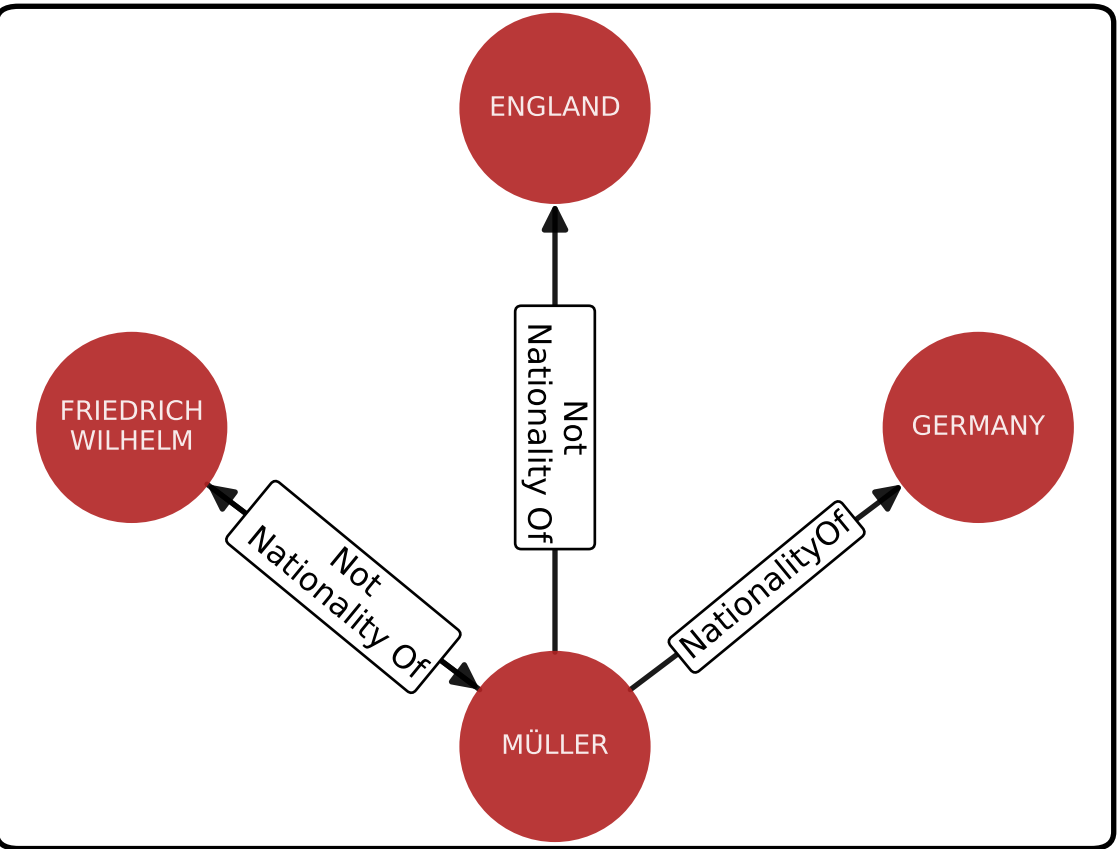 ENGLAND
Not
Nationality Of
FRIEDRICH
WILHELM
GERMANY
Not
Nationality Of
NationalityOf
MÜLLER